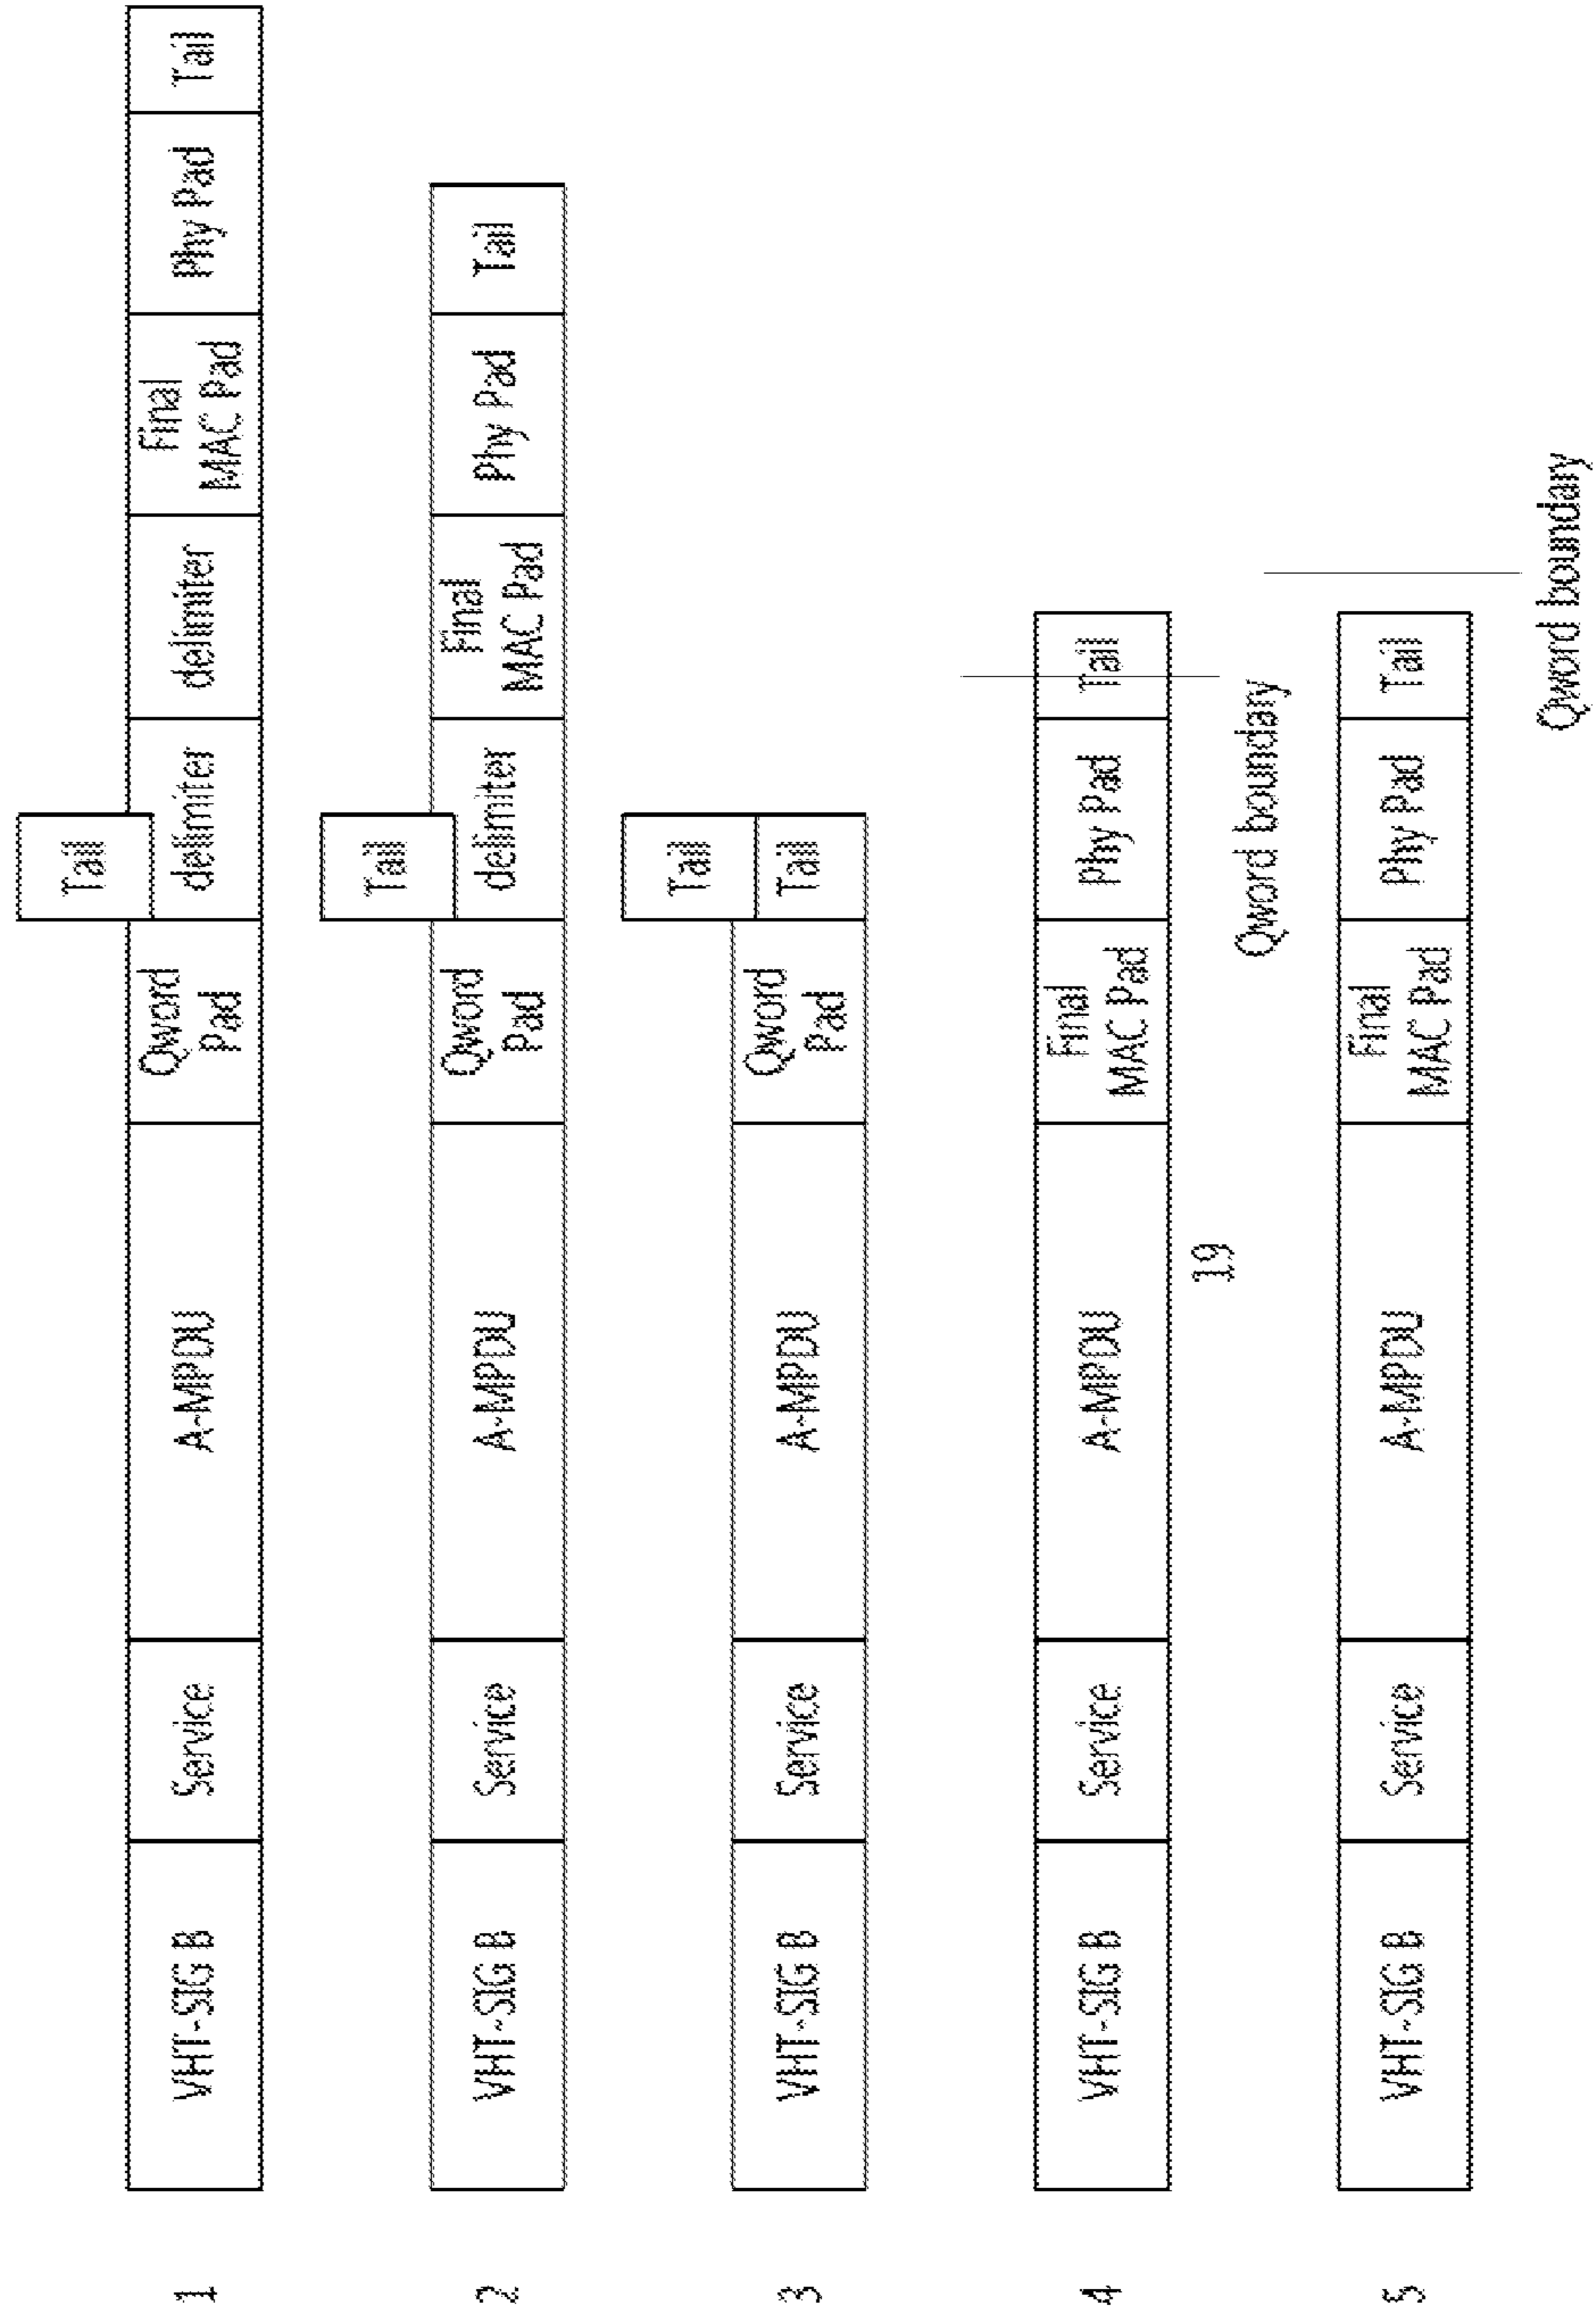 Tail
1
VHT-SIG B
Service
A-MPDU
Qword
Pad
delimiter
delimiter
Final
MAC Pad
Phy Pad
Tail
Tail
2
VHT-SIG B
Service
A-MPDU
Qword
Pad
delimiter
Final
MAC Pad
Phy Pad
Tail
Tail
3
VHT-SIG B
Service
A-MPDU
Qword
Pad
Tail
4
VHT-SIG B
Service
A-MPDU
Final
MAC Pad
Phy Pad
Tail
19
Qword boundary
5
VHT-SIG B
Service
A-MPDU
Final
MAC Pad
Phy Pad
Tail
Qword boundary